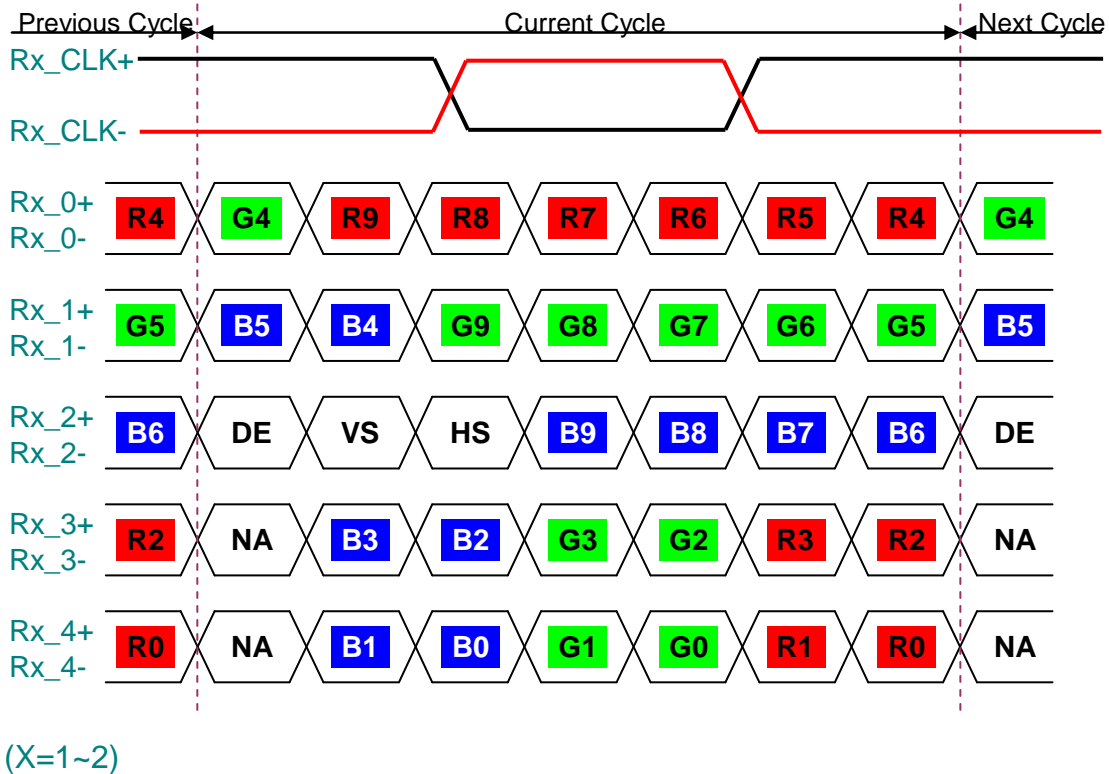 Previous Cycle Current Cycle Next Cycle
Rx_CLK+
Rx_CLK-
Rx_0+
Rx_0-
R4 G4 R9 R8 R7 R6 R5 R4 G4
Rx_1+
Rx_1-
G5 B5 B4 G9 G8 G7 G6 G5 B5
Rx_2+
Rx_2-
B6 DE VS HS B9 B8 B7 B6 DE
Rx_3+
Rx_3-
R2 NA B3 B2 G3 G2 R3 R2 NA
Rx_4+
Rx_4-
R0 NA B1 B0 G1 G0 R1 R0 NA
(X=1~2)